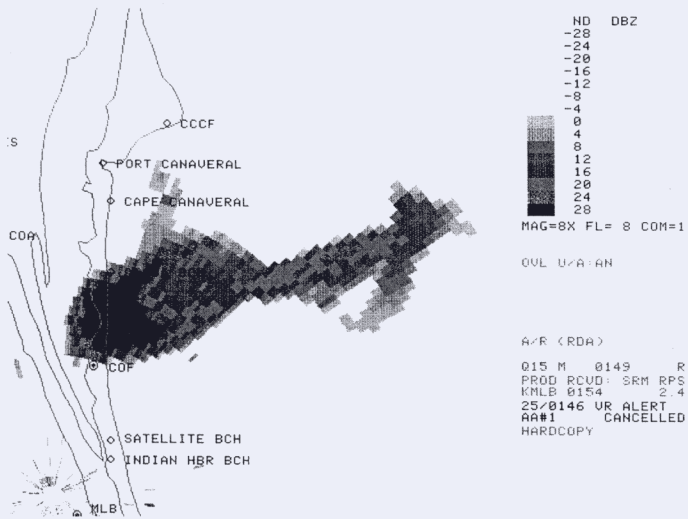 ND DBZ
-28
-24
-20
-16
-12
-8
-4
0
4
8
12
16
20
24
28
MAG=8X FL= 8 COM=1
OVL U/A:AN
A/R (RDA)
Q15 M 0149 R
PROD RCVD: SRM RPS
KMLB 0154 2.4
25/0146 VR ALERT
AA#1 CANCELLED
HARDCOPY
CCCF
:S
PORT CANAVERAL
CAPE CANAVERAL
COA
COF
SATELLITE BCH
INDIAN HBR BCH
MLB